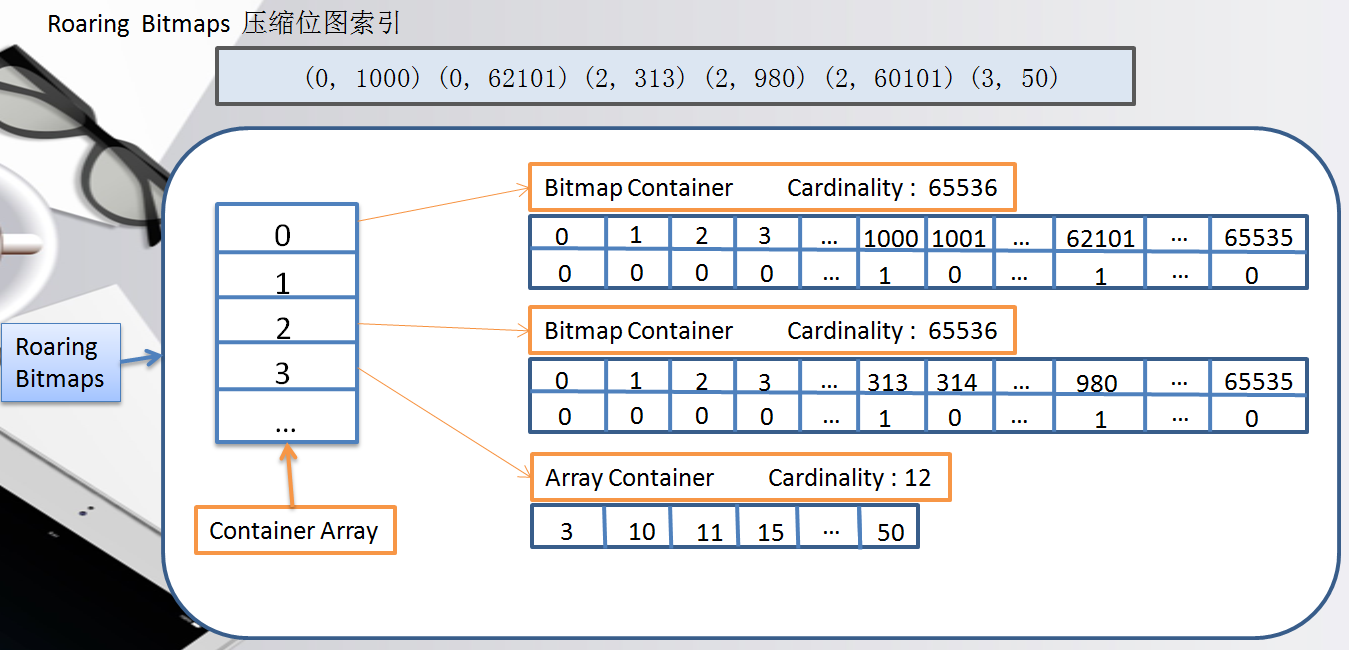 Roaring Bitmaps 压缩位图索引
(0, 1000) (0, 62101) (2, 313) (2, 980) (2, 60101) (3, 50)
Bitmap Container Cardinality : 65536
0 1 2 3 ... 1000 1001 ... 62101 ... 65535
0 0 0 0 ... 1 0 ... 1 ... 0
0
1
2
3
...
Bitmap Container Cardinality : 65536
0 1 2 3 ... 313 314 ... 980 ... 65535
0 0 0 0 ... 1 0 ... 1 ... 0
Roaring
Bitmaps
Array Container Cardinality : 12
3 10 11 15 ... 50
Container Array